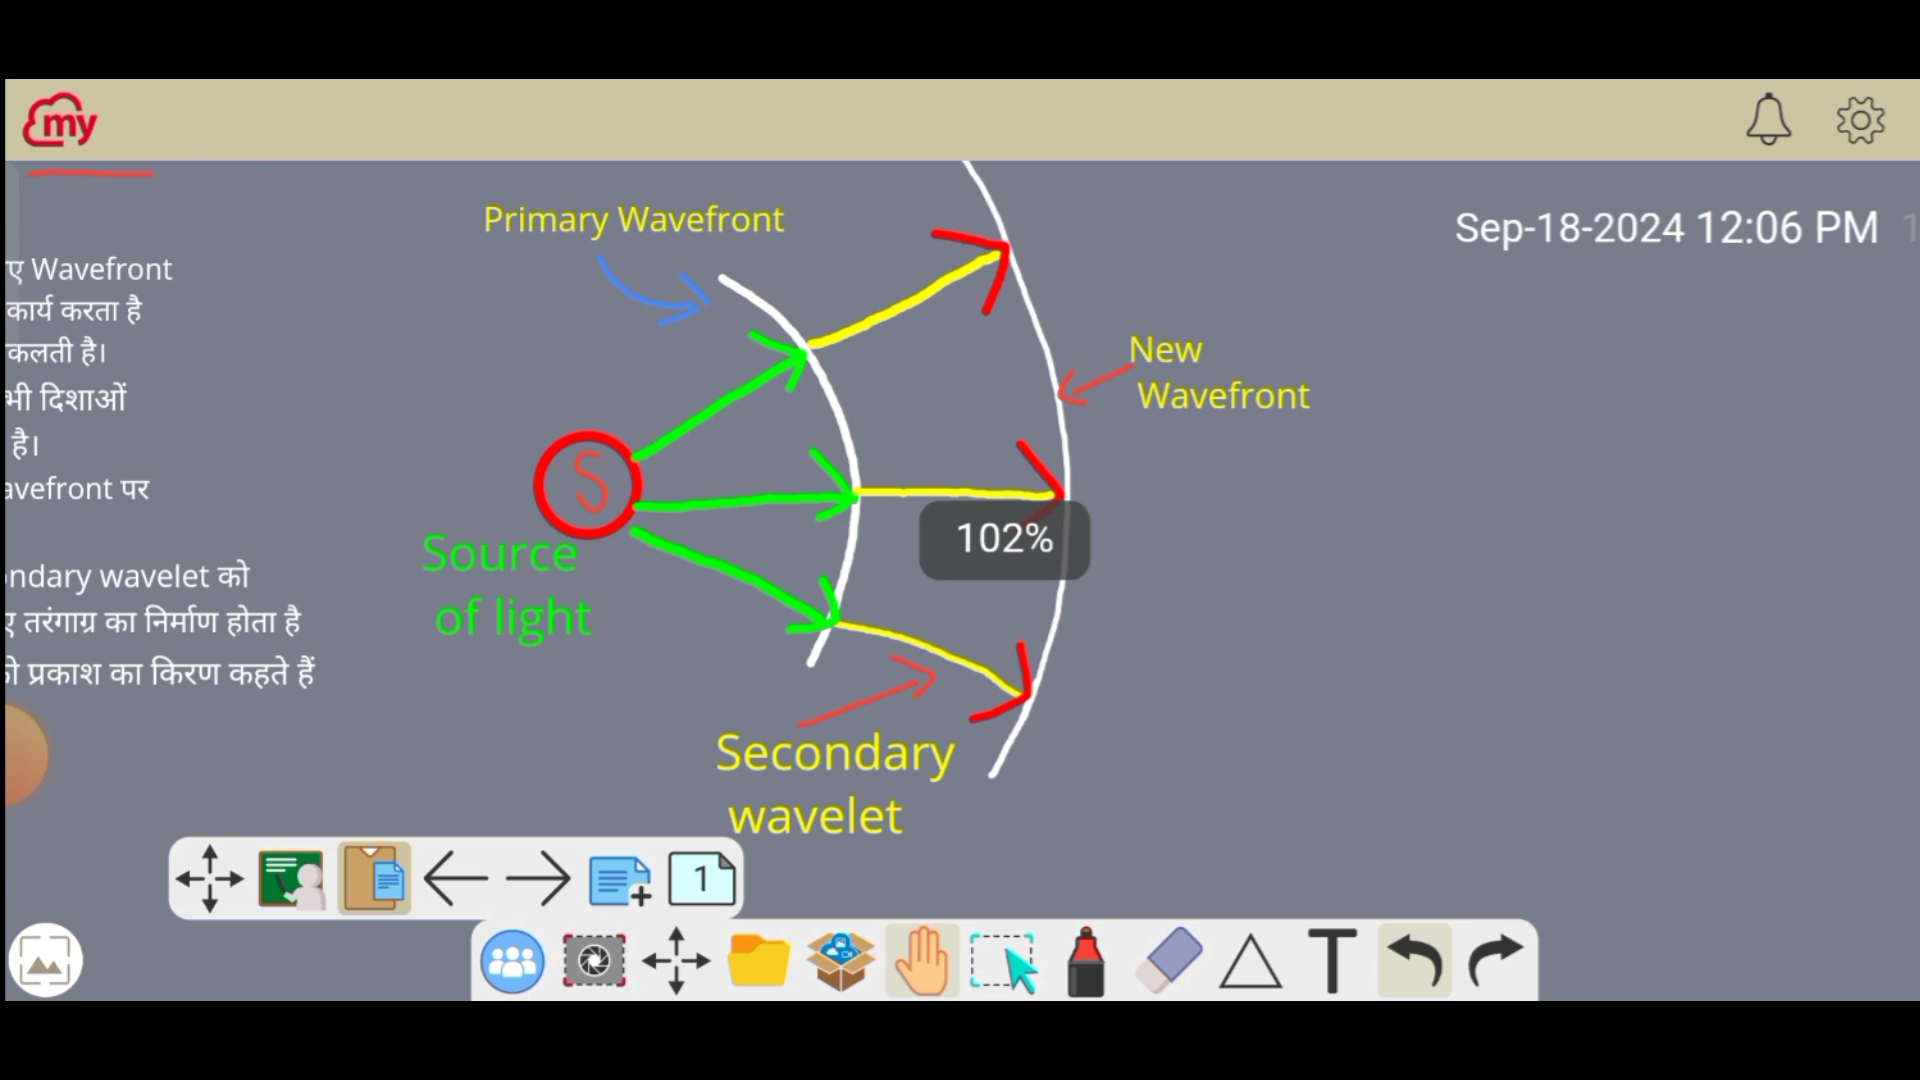 my
Sep-18-2024 12:06 PM
Primary Wavefront
ए Wavefront
कार्य करता है
कलती है।
भी दिशाओं
है।
avefront पर
ndary wavelet को
ए तरंगाग्र का निर्माण होता है
प्रकाश का किरण कहते हैं
New
Wavefront
S
102%
Source
of light
Secondary
wavelet
1
T